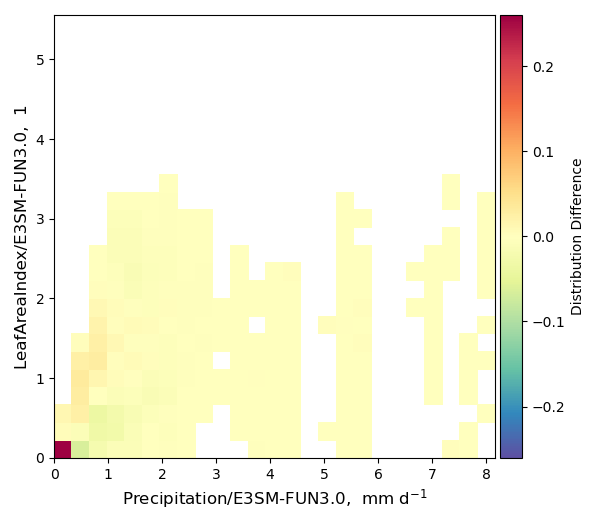 LeafAreaIndex/E3SM-FUN3.0,  1
5
4
3
2
1
0
0 1 2 3 4 5 6 7 8
Precipitation/E3SM-FUN3.0,  mm d⁻¹
0.2
0.1
0.0
−0.1
−0.2
Distribution Difference